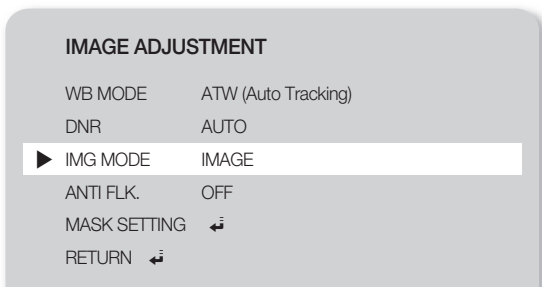 IMAGE ADJUSTMENT
WB MODE ATW (Auto Tracking)
DNR AUTO
IMG MODE IMAGE
ANTI FLK. OFF
MASK SETTING
RETURN